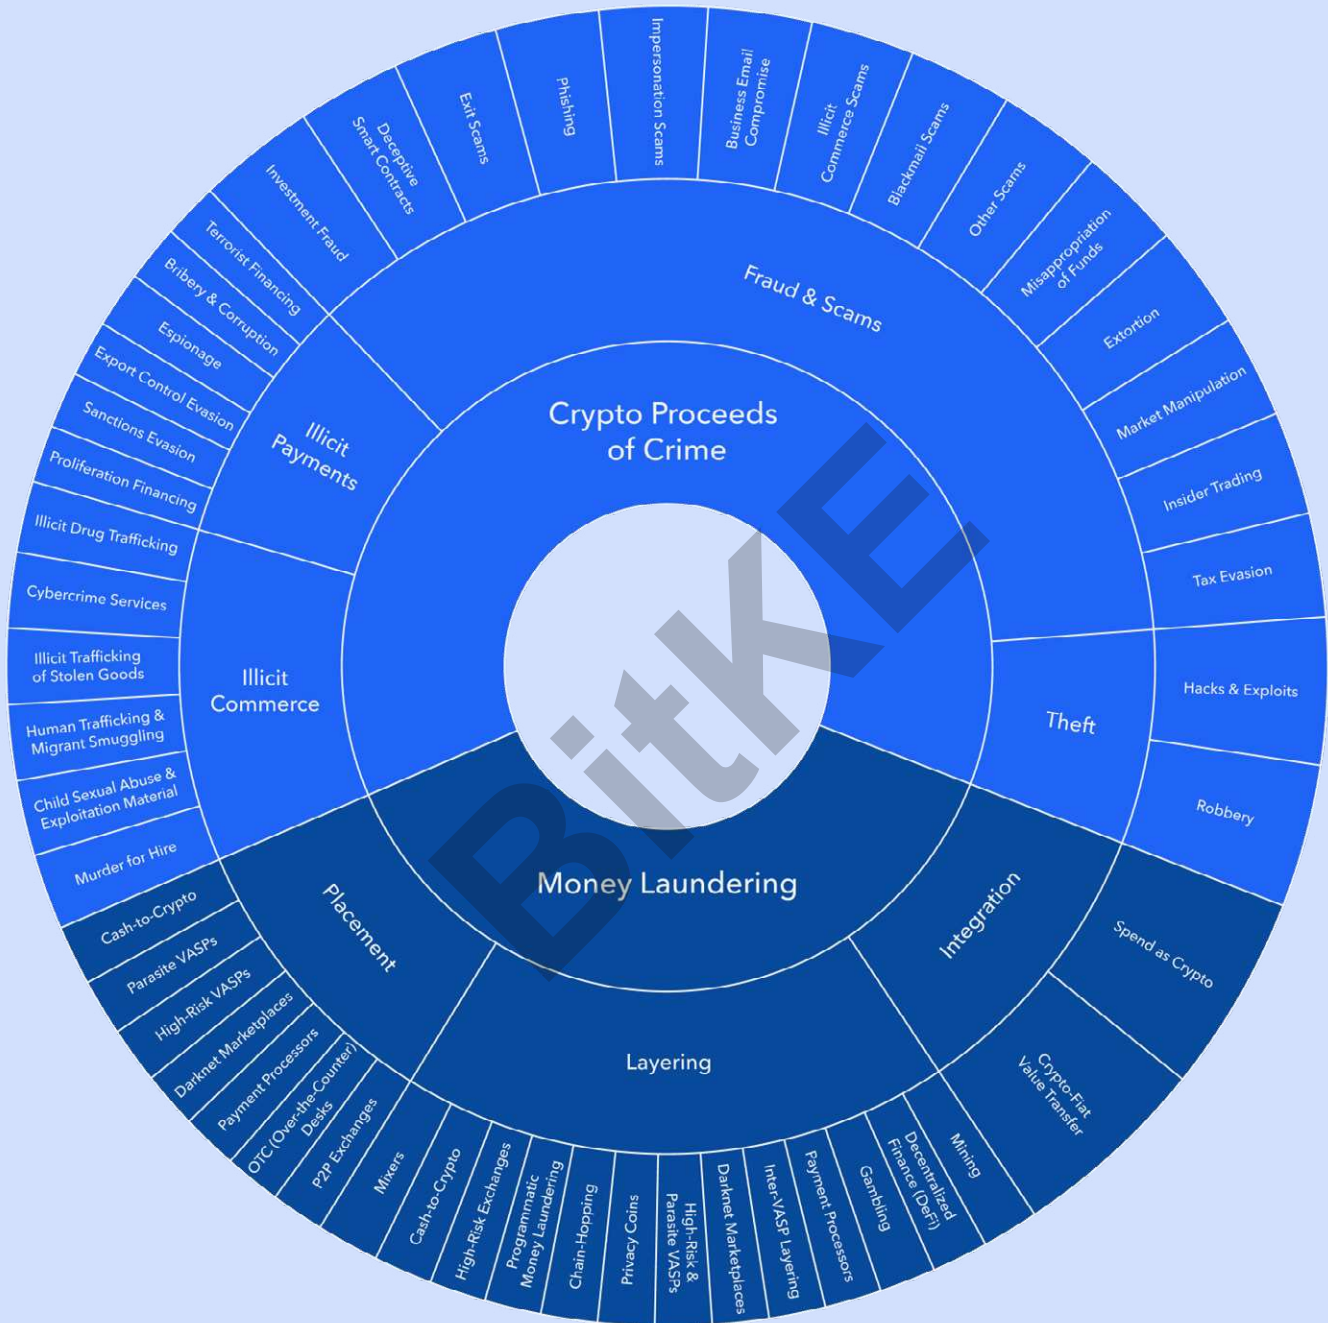 Crypto Proceeds
of Crime
Fraud & Scams
Investment Fraud
Deceptive
Smart Contracts
Exit Scams
Phishing
Impersonation Scams
Business Email
Compromise
Illicit
Commerce Scams
Blackmail Scams
Other Scams
Misappropriation
of Funds
Extortion
Market Manipulation
Insider Trading
Tax Evasion
Theft
Hacks & Exploits
Robbery
Money Laundering
Integration
Spend as Crypto
Crypto-Fiat
Value Transfer
Layering
Mining
Decentralized
Finance (DeFi)
Gambling
Payment Processors
Inter-VASP Layering
Darknet Marketplaces
High-Risk &
Parasite VASPs
Privacy Coins
Chain-Hopping
Programmatic
Money Laundering
High-Risk Exchanges
Cash-to-Crypto
Mixers
Placement
P2P Exchanges
OTC (Over-the-Counter)
Desks
Payment Processors
Darknet Marketplaces
High-Risk VASPs
Parasite VASPs
Cash-to-Crypto
Illicit
Commerce
Murder for Hire
Child Sexual Abuse &
Exploitation Material
Human Trafficking &
Migrant Smuggling
Illicit Trafficking
of Stolen Goods
Cybercrime Services
Illicit Drug Trafficking
Illicit
Payments
Proliferation Financing
Sanctions Evasion
Export Control Evasion
Espionage
Bribery & Corruption
Terrorist Financing
BitKE